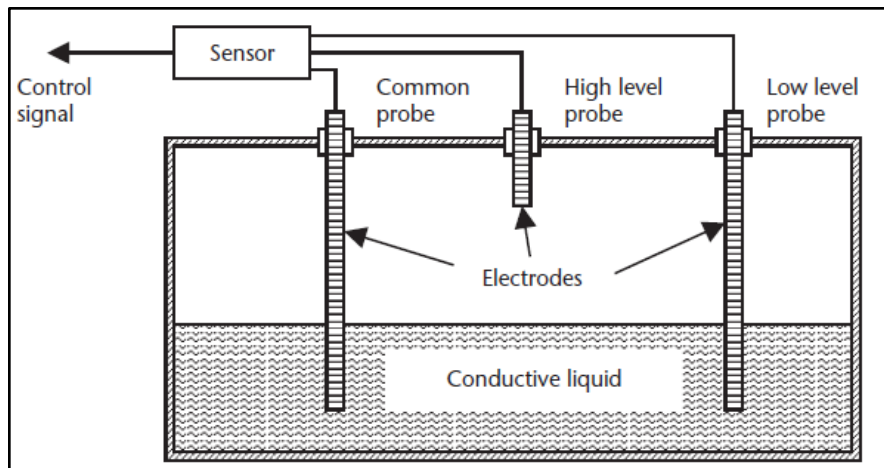 Sensor
Control
signal
Common
probe
High level
probe
Low level
probe
Electrodes
Conductive liquid